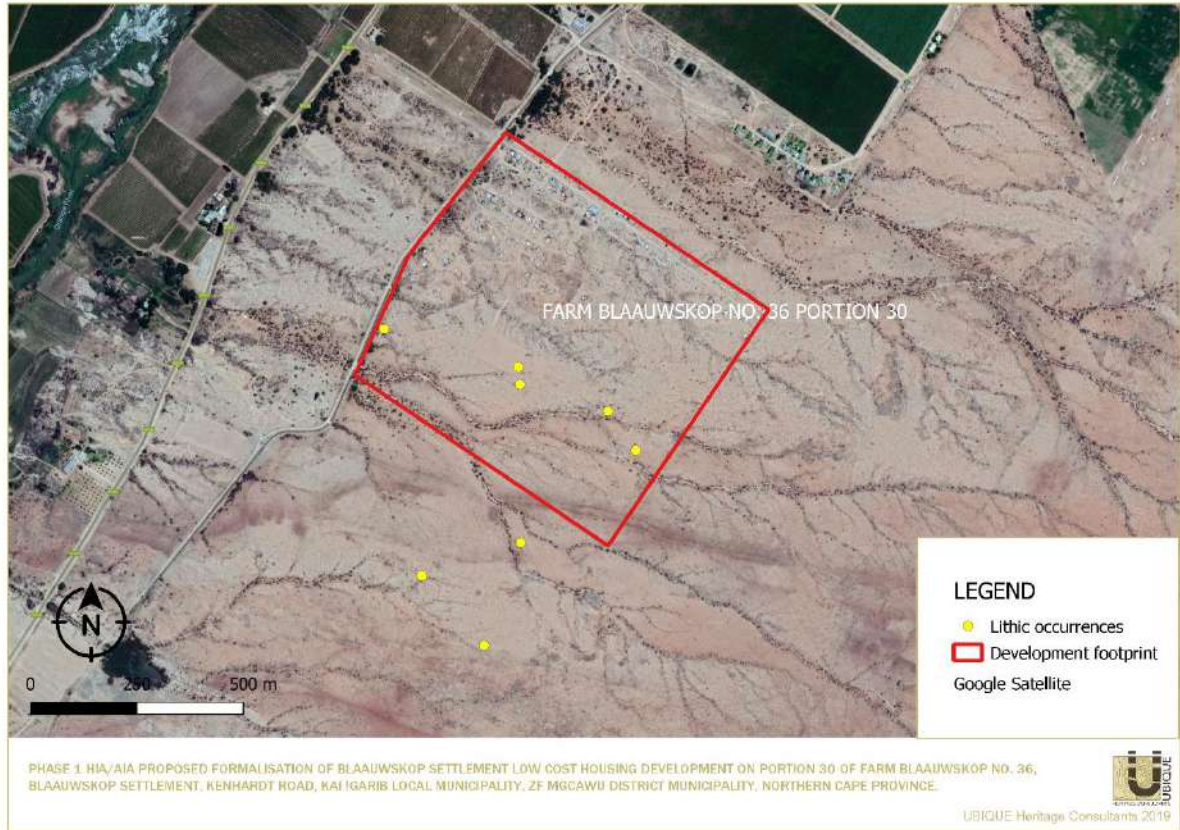 FARM BLAAUWSKOP NO. 36 PORTION 30
N
0 250 500 m
LEGEND
Lithic occurrences
Development footprint
Google Satellite
PHASE 1 HIA/AIA PROPOSED FORMALISATION OF BLAAUWSKOP SETTLEMENT LOW COST HOUSING DEVELOPMENT ON PORTION 30 OF FARM BLAAUWSKOP NO. 36,
BLAAUWSKOP SETTLEMENT, KENHARDT ROAD, KAI !GARIB LOCAL MUNICIPALITY, ZF MGCAWU DISTRICT MUNICIPALITY, NORTHERN CAPE PROVINCE.
UBIQUE
UBIQUE Heritage Consultants 2019